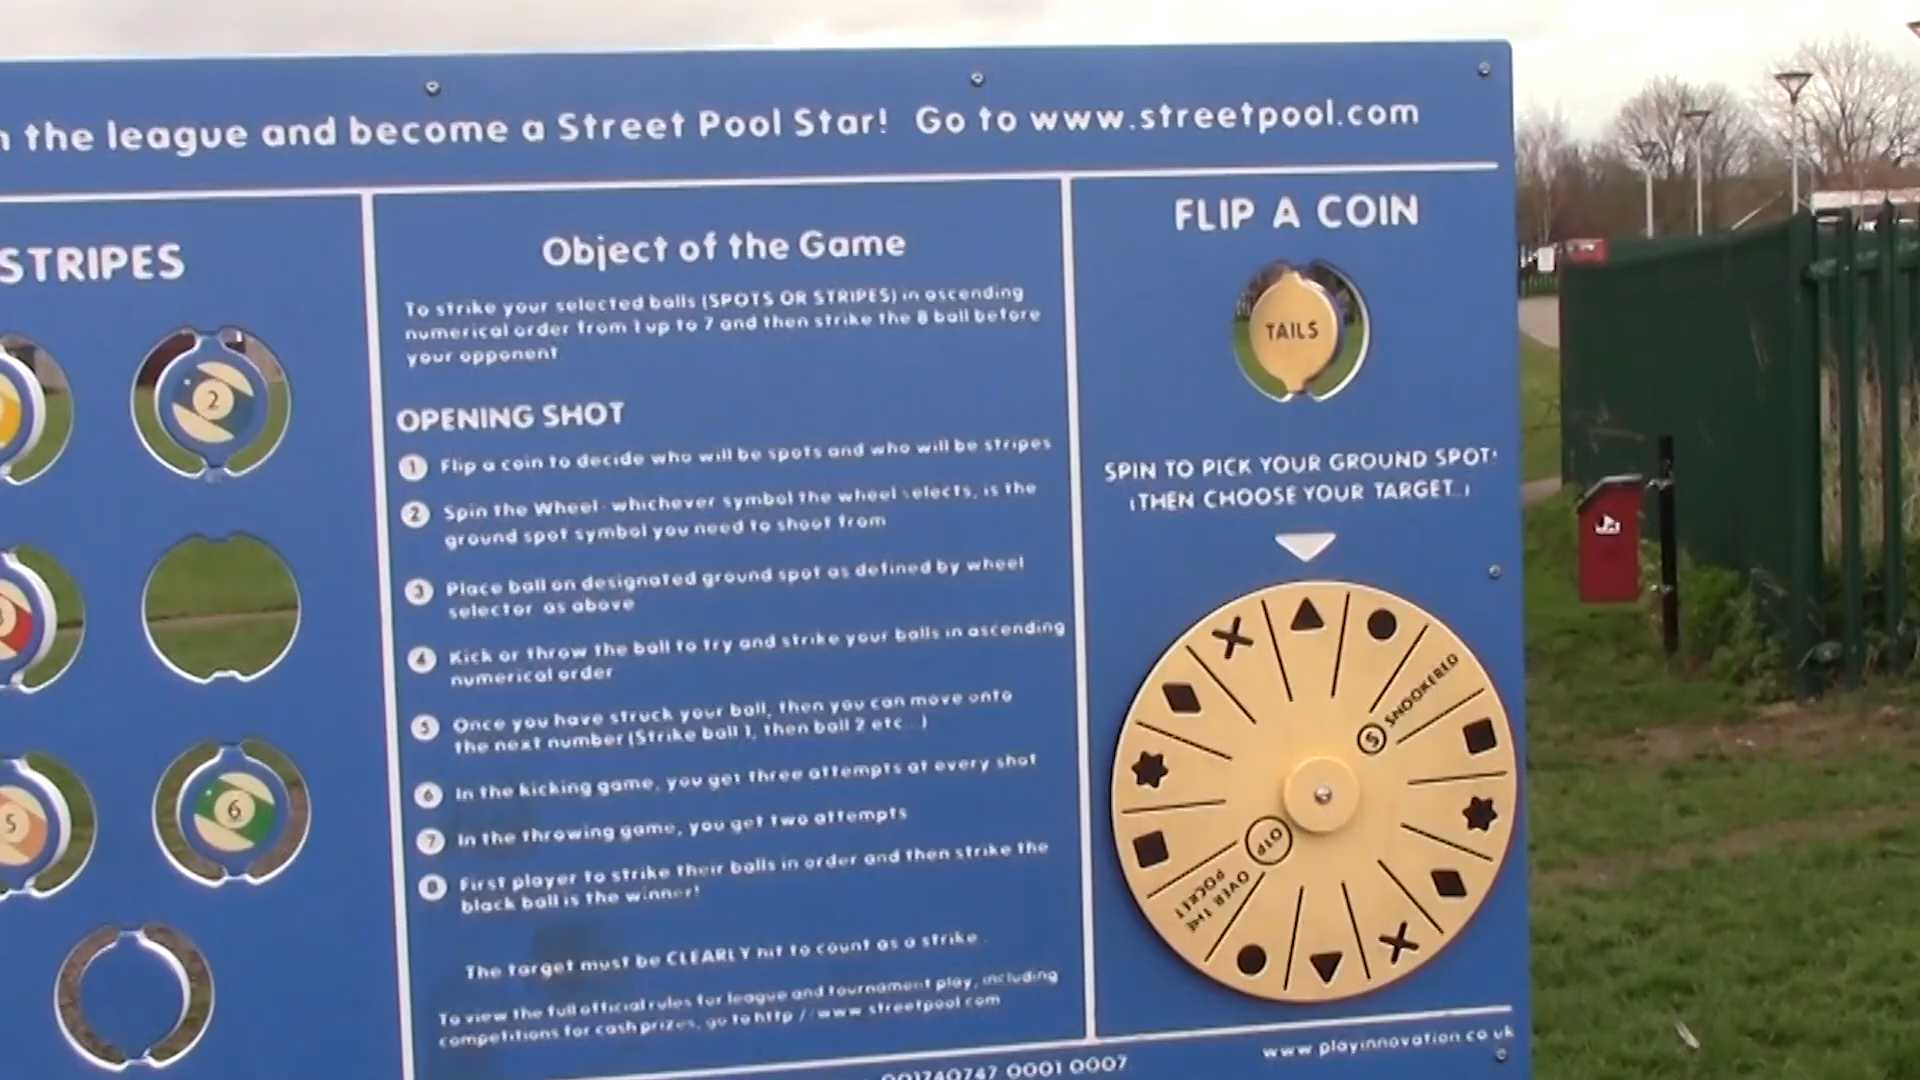 the league and become a Street Pool Star! Go to www.streetpool.com
STRIPES
2
5
6
Object of the Game
To strike your selected balls (SPOTS OR STRIPES) in ascending
numerical order from 1 up to 7 and then strike the 8 ball before
your opponent
OPENING SHOT
1 Flip a coin to decide who will be spots and who will be stripes
2 Spin the Wheel - whichever symbol the wheel selects, is the
ground spot symbol you need to shoot from
3 Place ball on designated ground spot as defined by wheel
selector as above
4 Kick or throw the ball to try and strike your balls in ascending
numerical order
5 Once you have struck your ball, then you can move onto
the next number (Strike ball 1, then ball 2 etc...)
6 In the kicking game, you get three attempts at every shot
7 In the throwing game, you get two attempts
8 First player to strike their balls in order and then strike the
black ball is the winner!
The target must be CLEARLY hit to count as a strike.
To view the full official rules for league and tournament play, including
competitions for cash prizes, go to http://www.streetpool.com
FLIP A COIN
TAILS
SPIN TO PICK YOUR GROUND SPOT!
(THEN CHOOSE YOUR TARGET..)
S SNOOKERED
OTP
OVER THE
POCKET
www.playinnovation.co.uk
001740747 0001 0007